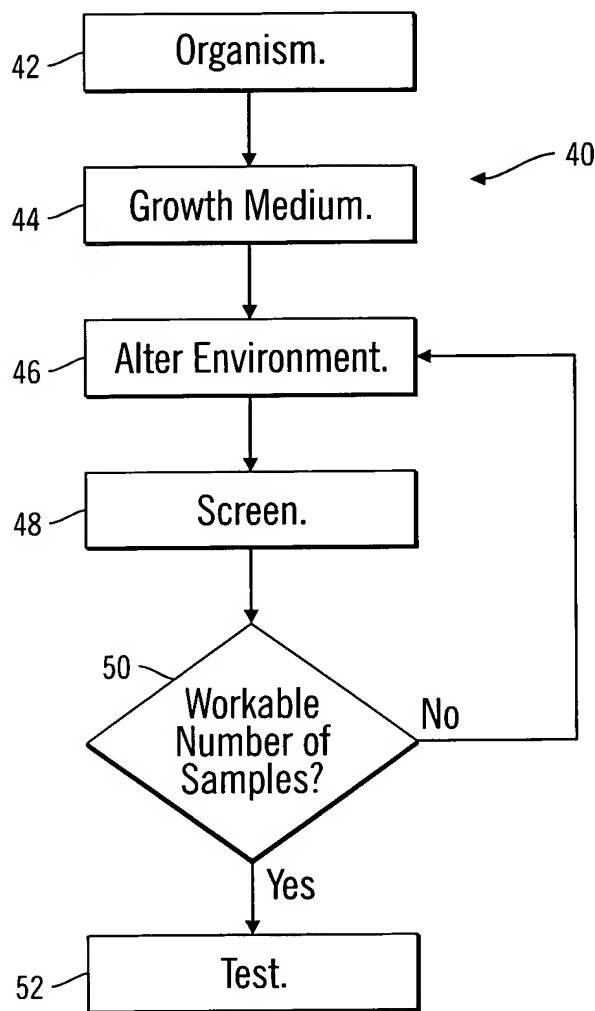 42
Organism.
40
44
Growth Medium.
46
Alter Environment.
48
Screen.
50
Workable
Number of
Samples?
No
Yes
52
Test.